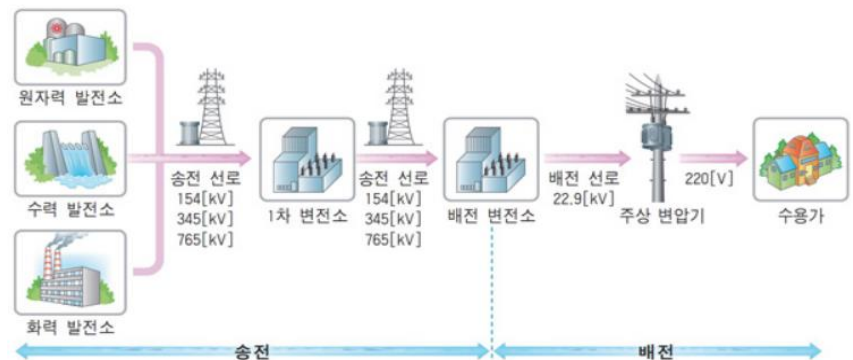 원자력 발전소
수력 발전소
화력 발전소
송전 선로
154[kV]
345[kV]
765[kV]
1차 변전소
송전 선로
154[kV]
345[kV]
765[kV]
배전 변전소
배전 선로
22.9[kV]
주상 변압기
220[V]
수용가
송전
배전